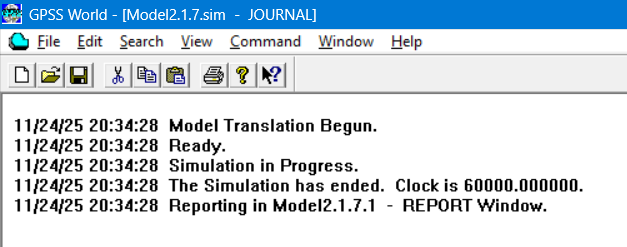 GPSS World - [Model2.1.7.sim - JOURNAL]
File Edit Search View Command Window Help
11/24/25 20:34:28 Model Translation Begun.
11/24/25 20:34:28 Ready.
11/24/25 20:34:28 Simulation in Progress.
11/24/25 20:34:28 The Simulation has ended. Clock is 60000.000000.
11/24/25 20:34:28 Reporting in Model2.1.7.1 - REPORT Window.